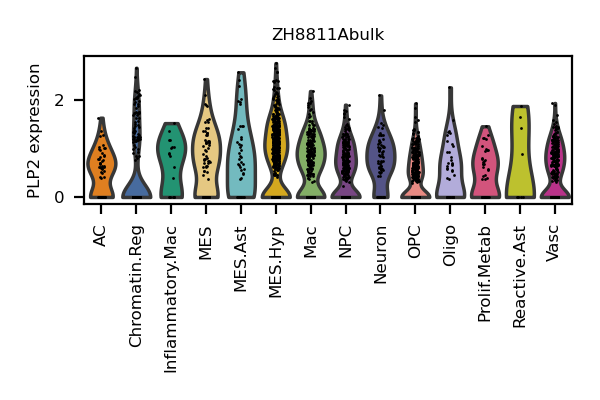 ZH8811Abulk
PLP2 expression
2
0
AC
Chromatin.Reg
Inflammatory.Mac
MES
MES.Ast
MES.Hyp
Mac
NPC
Neuron
OPC
Oligo
Prolif.Metab
Reactive.Ast
Vasc